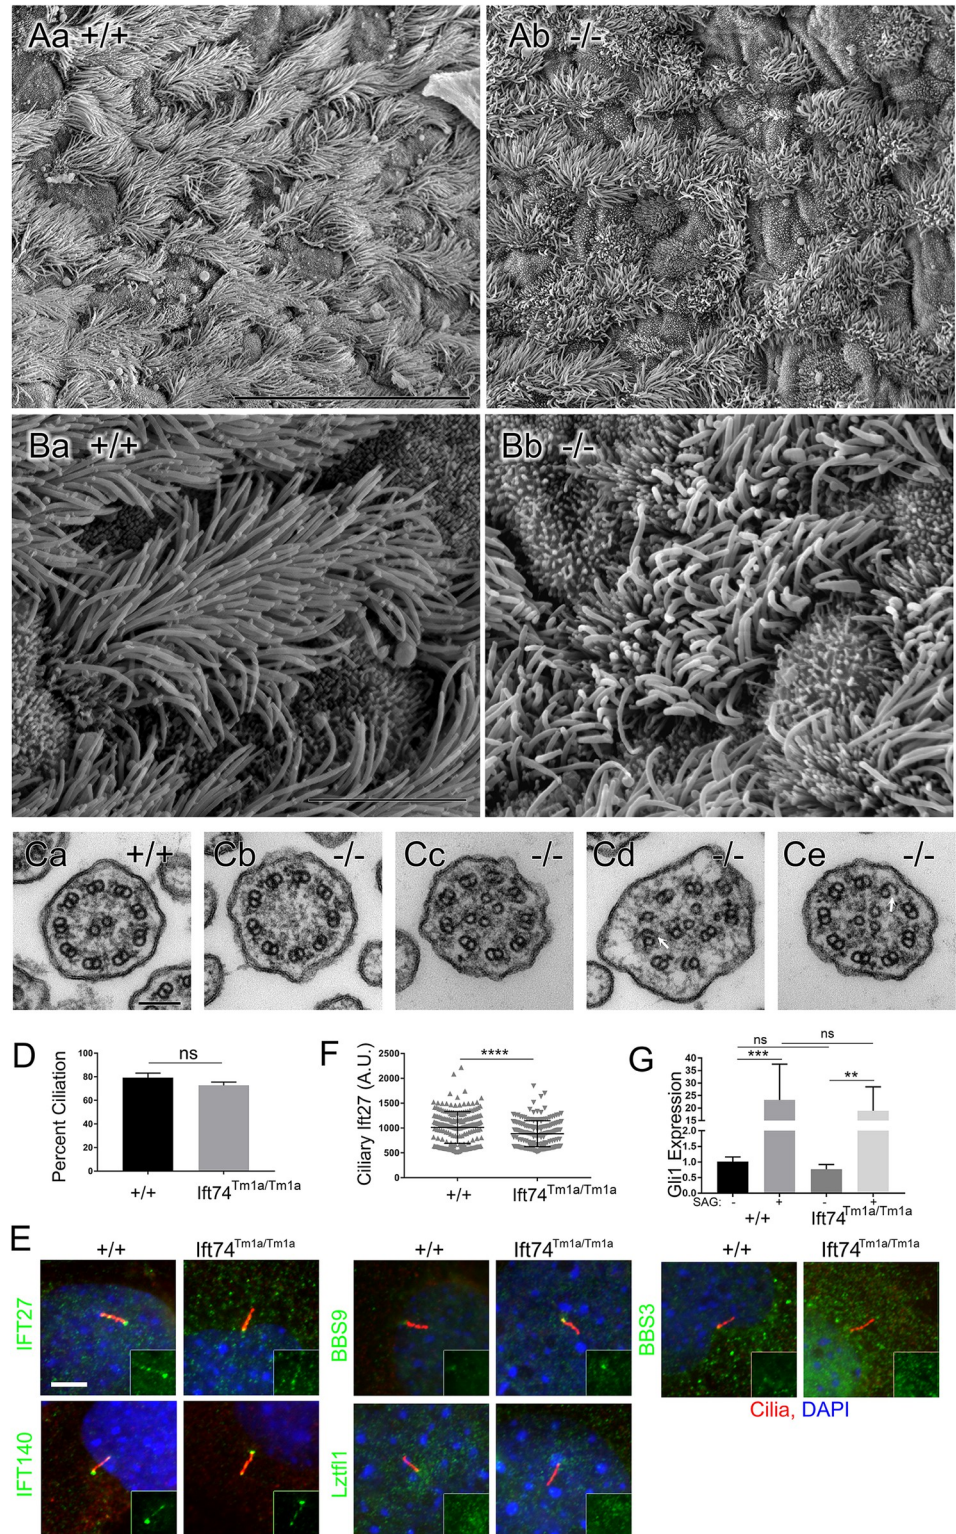 Aa +/+
Ab -/-
Ba +/+
Bb -/-
Ca +/+
Cb -/-
Cc -/-
Cd -/-
Ce -/-
D
ns
Percent Ciliation
100
80
60
40
20
0
+/+
Ift74Tm1a/Tm1a
F
****
Ciliary Ift27 (A.U.)
2500
2000
1500
1000
500
0
+/+
Ift74Tm1a/Tm1a
G
ns
ns
***
**
Gli1 Expression
40
35
30
25
20
15
2.0
1.5
1.0
0.5
0.0
SAG: - + - +
+/+ Ift74Tm1a/Tm1a
E
+/+ Ift74Tm1a/Tm1a
+/+ Ift74Tm1a/Tm1a
+/+ Ift74Tm1a/Tm1a
IFT27
BBS9
BBS3
Cilia, DAPI
IFT140
Lztfl1